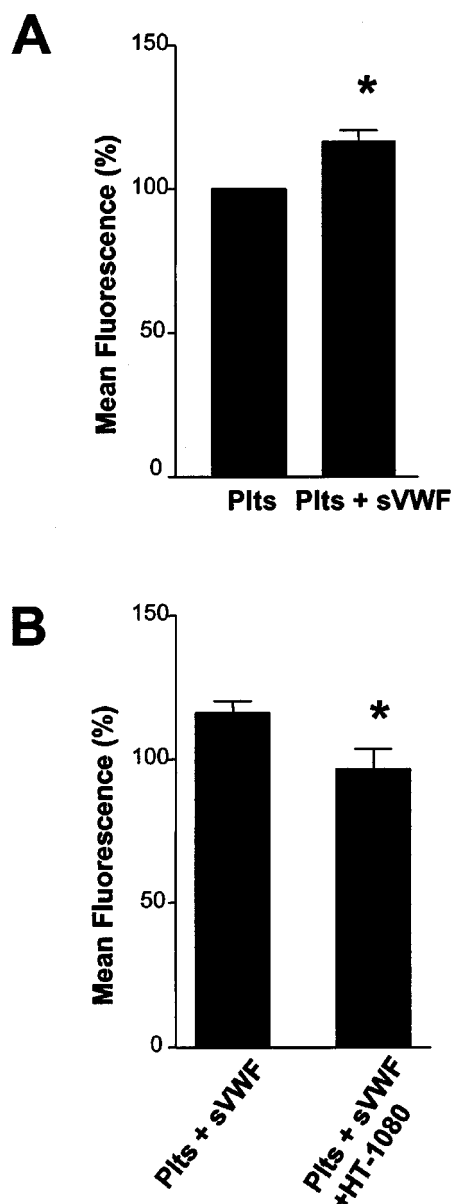 A
150
*
100
50
0
Mean Fluorescence (%)
Plts
Plts + sVWF
B
150
*
100
50
0
Mean Fluorescence (%)
Plts + sVWF
Plts + sVWF
+HT-1080